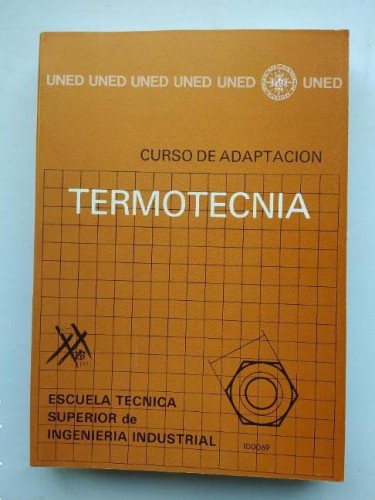 UNED UNED UNED UNED UNED UNED
CURSO DE ADAPTACION
TERMOTECNIA
ESCUELA TECNICA
SUPERIOR de
INGENIERIA INDUSTRIAL
100069